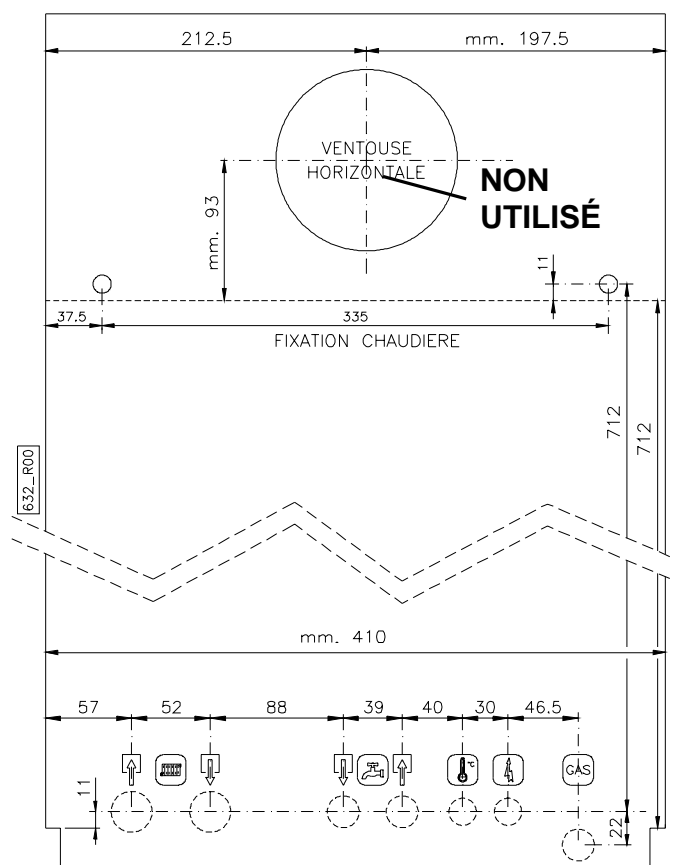 212.5
mm. 197.5
VENTOUSE
HORIZONTALE
NON
UTILISÉ
mm. 93
11
37.5
335
FIXATION CHAUDIERE
712
712
632_R00
mm. 410
57
52
88
39
40
30
46.5
°C
GAS
11
22